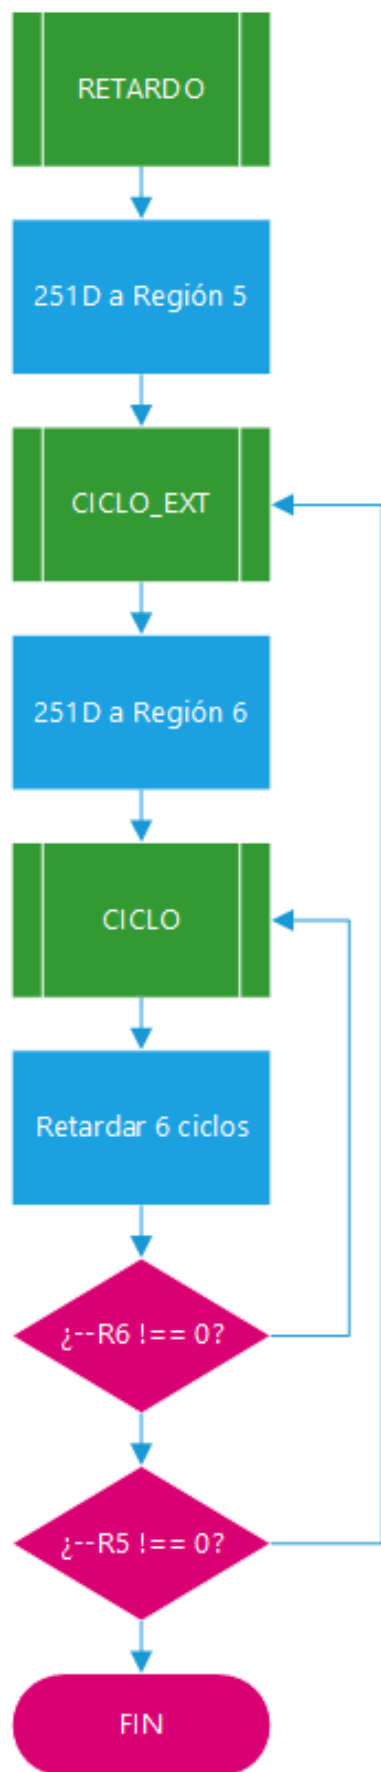 RETARDO
251D a Región 5
CICLO_EXT
251D a Región 6
CICLO
Retardar 6 ciclos
¿--R6 !== 0?
¿--R5 !== 0?
FIN